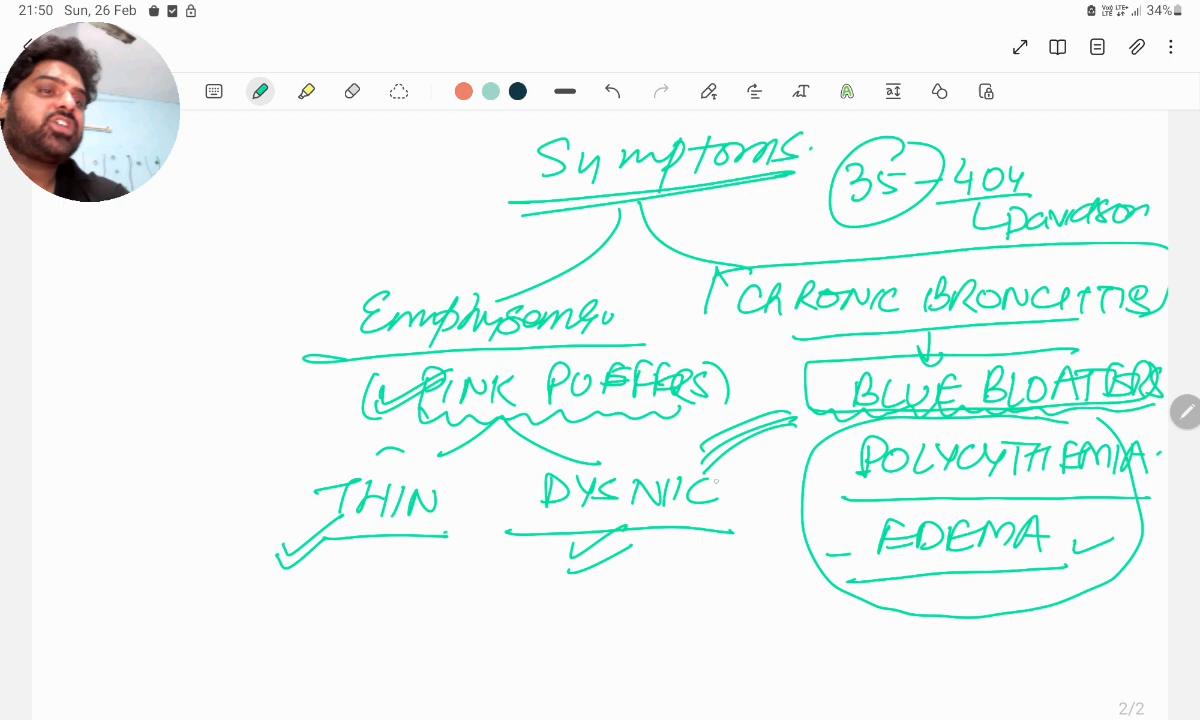 21:50 Sun, 26 Feb
34%
Symptoms.
35-404
Davidson
Emphysema.
(CHRONIC BRONCITIS)
(PINK PUFFERS)
BLUE BLOATERS
POLYCYTHEMIA.
THIN
DYSNIC
- EDEMA
2/2